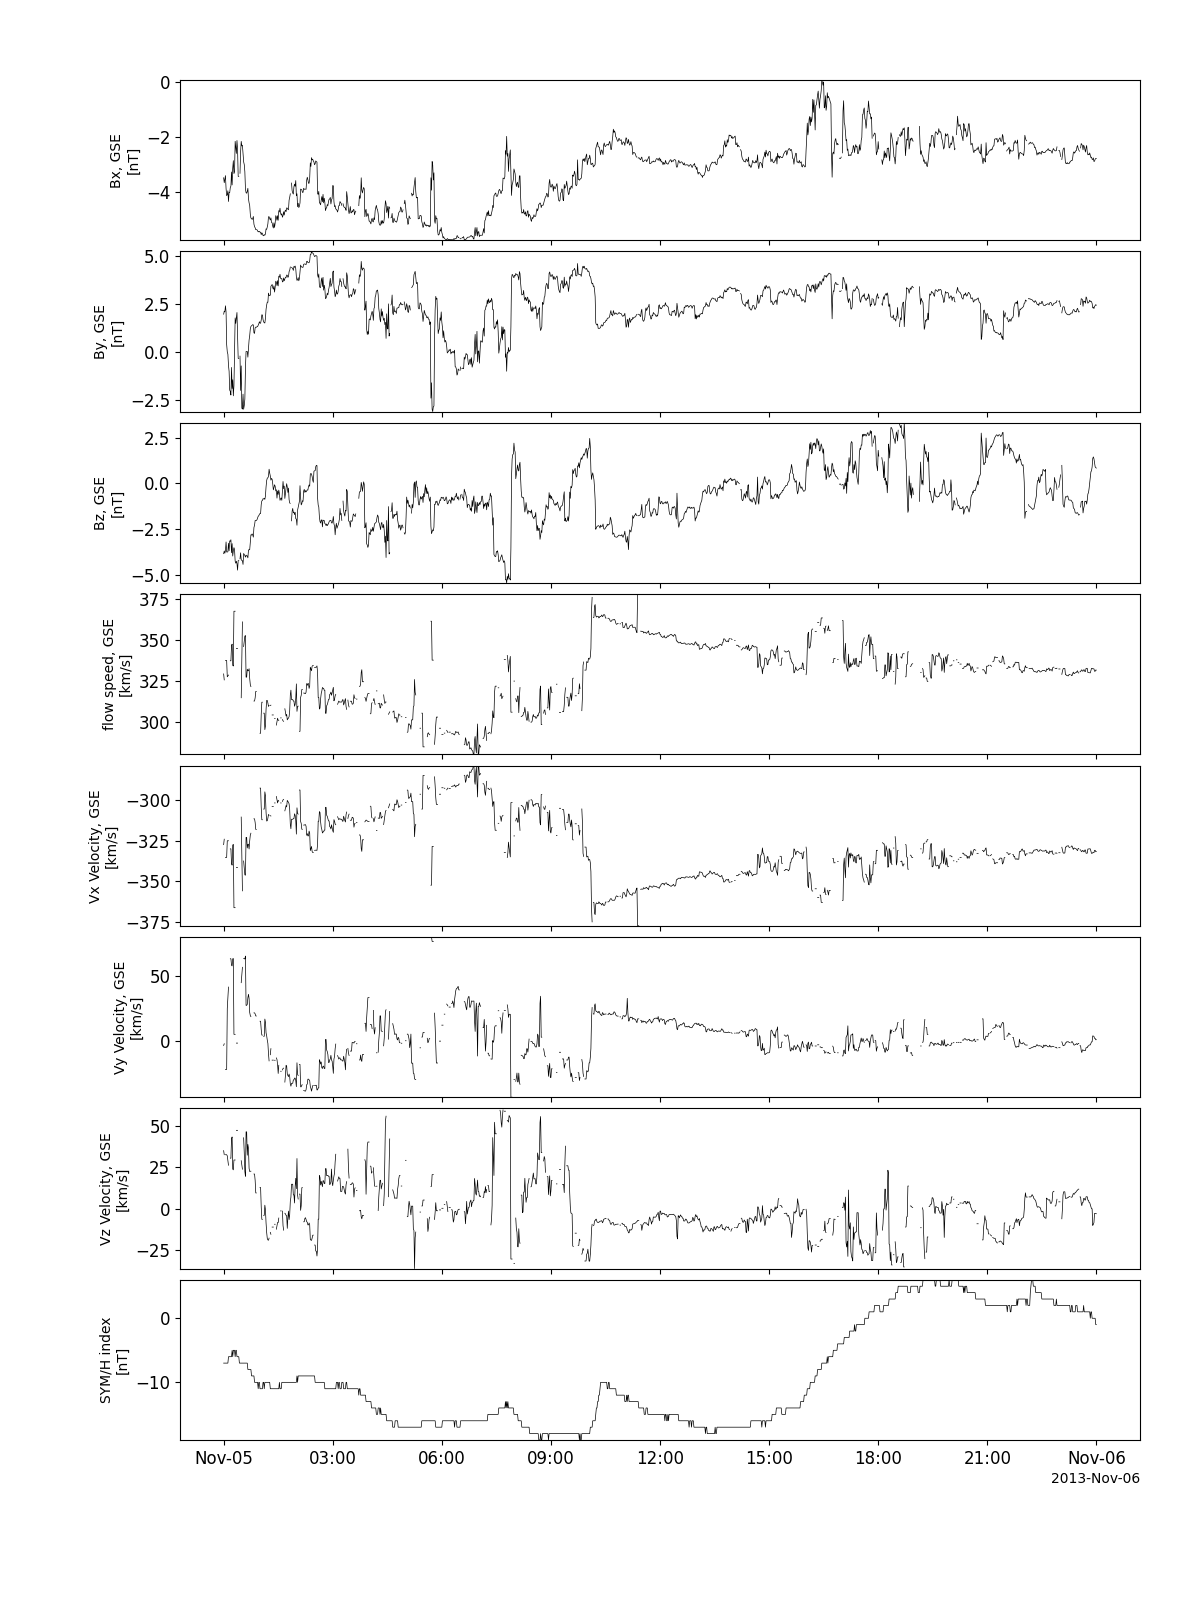 0
−2
−4
Bx, GSE
[nT]
5.0
2.5
0.0
−2.5
By, GSE
[nT]
2.5
0.0
−2.5
−5.0
Bz, GSE
[nT]
375
350
325
300
flow speed, GSE
[km/s]
−300
−325
−350
−375
Vx Velocity, GSE
[km/s]
50
0
Vy Velocity, GSE
[km/s]
50
25
0
−25
Vz Velocity, GSE
[km/s]
0
−10
SYM/H index
[nT]
Nov-05 03:00 06:00 09:00 12:00 15:00 18:00 21:00 Nov-06
2013-Nov-06